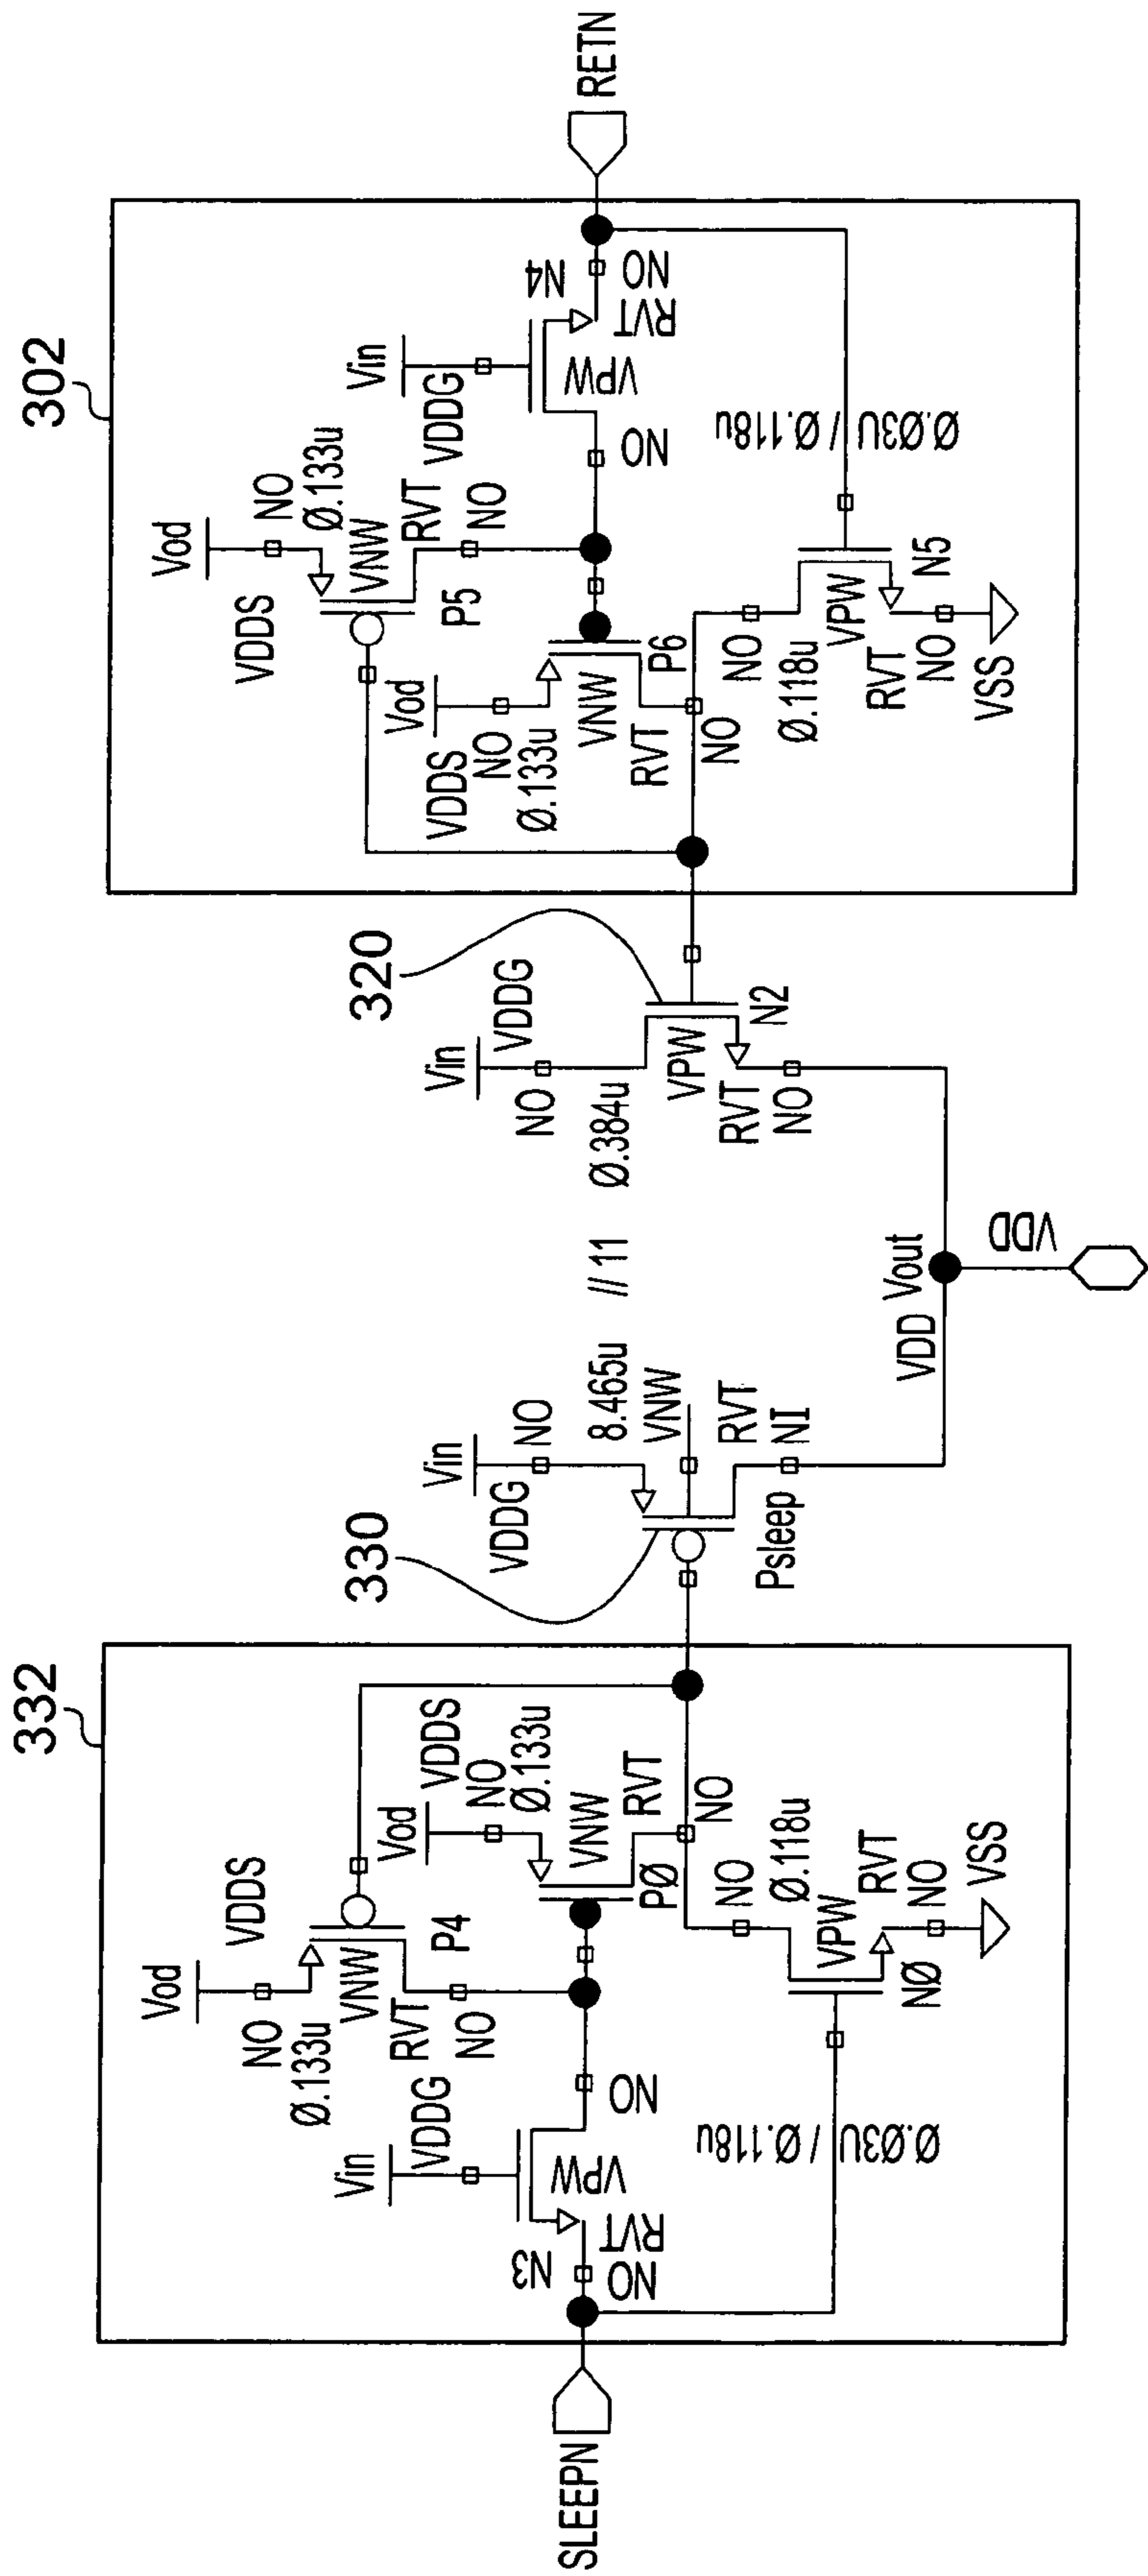 332
Vod
VDDS
NO
Ø.133u
VNW
RVT
P4
NO
Vin
VDDG
N3
VPW
RVT
NO
NO
SLEEPN
Vod
VDDS
NO
Ø.133u
VNW
RVT
PØ
NO
NO
Ø.118u
VPW
RVT
NØ
NO
VSS
Ø.Ø3U / Ø.118u
330
Vin
VDDG
NO
8.465u
VNW
RVT
NI
Psleep
// 11
VDD
Vout
VDD
320
Vin
VDDG
NO
Ø.384u
VPW
RVT
N2
NO
302
Vod
VDDS
NO
Ø.133u
VNW
RVT
P5
NO
Vod
VDDS
NO
Ø.133u
VNW
RVT
P6
NO
Vin
VDDG
N4
VPW
RVT
NO
NO
RETN
NO
Ø.118u
VPW
RVT
N5
NO
VSS
Ø.Ø3U / Ø.118u